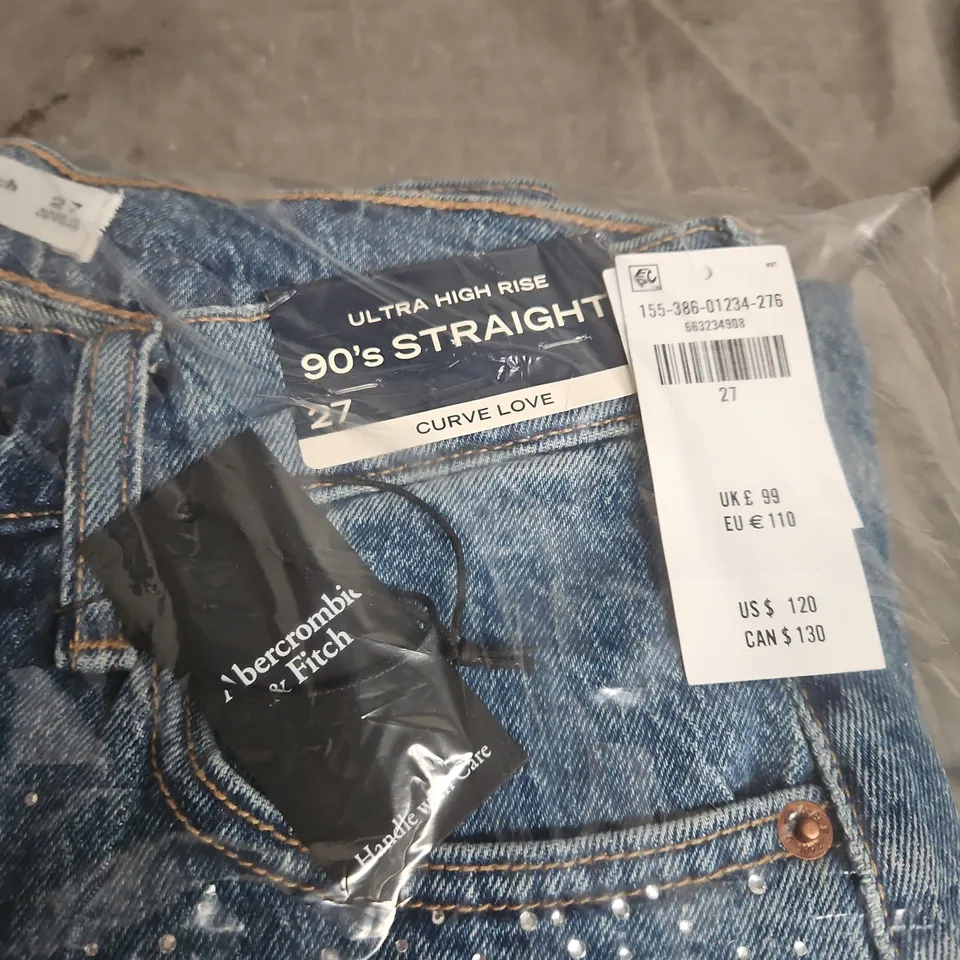 27
ULTRA HIGH RISE
90's STRAIGHT
27
CURVE LOVE
155-386-01234-276
663234908
27
UK £ 99
EU € 110
US $ 120
CAN $ 130
Abercrombie
& Fitch
Handle with Care